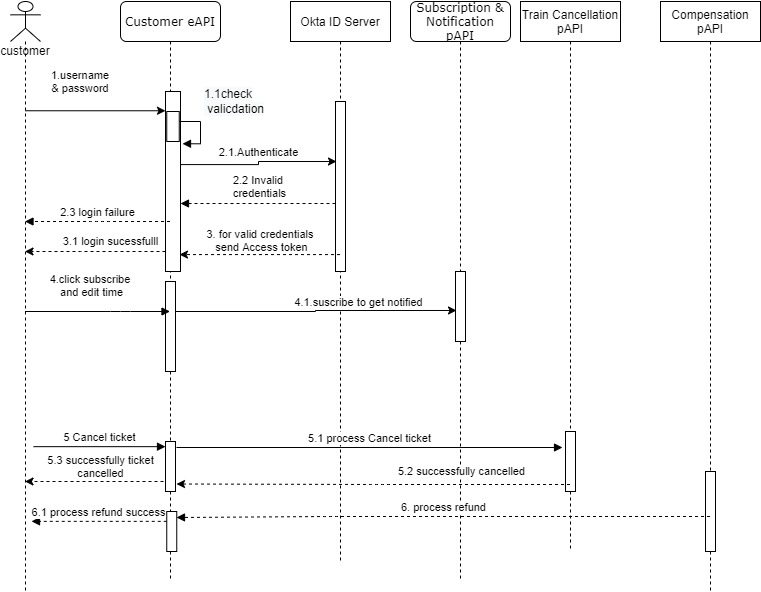 customer
Customer eAPI
Okta ID Server
Subscription &
Notification
pAPI
Train Cancellation
pAPI
Compensation
pAPI
1.username
& password
1.1check
valicdation
2.1.Authenticate
2.2 Invalid
credentials
2.3 login failure
3. for valid credentials
send Access token
3.1 login sucessfulll
4.click subscribe
and edit time
4.1.suscribe to get notified
5 Cancel ticket
5.1 process Cancel ticket
5.3 successfully ticket
cancelled
5.2 successfully cancelled
6. process refund
6.1 process refund success